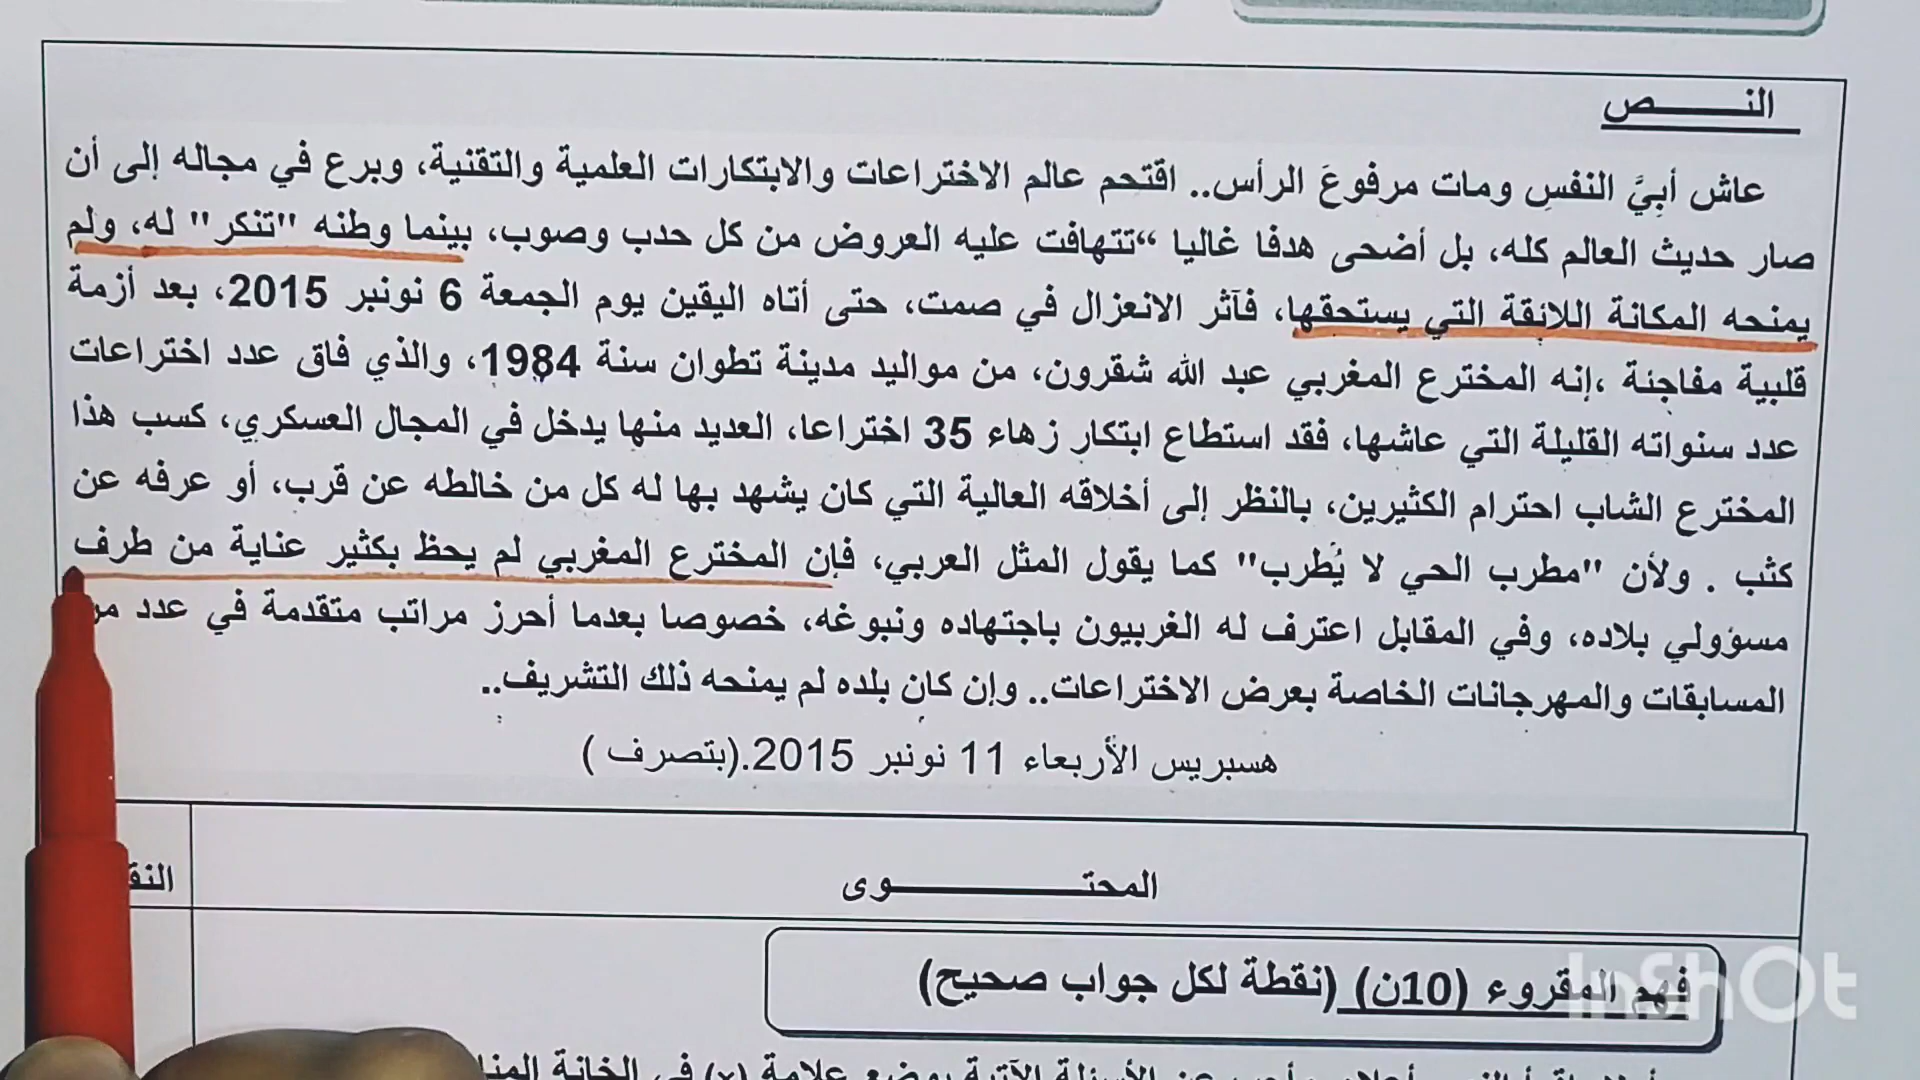 النـــــــص
عاش أبيَّ النفسِ ومات مرفوعَ الرأس.. اقتحم عالم الاختراعات والابتكارات العلمية والتقنية، وبرع في مجاله إلى أن
صار حديث العالم كله، بل أضحى هدفا غاليا “تتهافت عليه العروض من كل حدب وصوب، بينما وطنه "تنكر" له، ولم
يمنحه المكانة اللائقة التي يستحقها، فآثر الانعزال في صمت، حتى أتاه اليقين يوم الجمعة 6 نونبر 2015، بعد أزمة
قلبية مفاجئة ،إنه المخترع المغربي عبد الله شقرون، من مواليد مدينة تطوان سنة 1984، والذي فاق عدد اختراعات
عدد سنواته القليلة التي عاشها، فقد استطاع ابتكار زهاء 35 اختراعا، العديد منها يدخل في المجال العسكري، كسب هذا
المخترع الشاب احترام الكثيرين، بالنظر إلى أخلاقه العالية التي كان يشهد بها له كل من خالطه عن قرب، أو عرفه عن
كثب . ولأن "مطرب الحي لا يُطرب" كما يقول المثل العربي، فإن المخترع المغربي لم يحظ بكثير عناية من طرف
مسؤولي بلاده، وفي المقابل اعترف له الغربيون باجتهاده ونبوغه، خصوصا بعدما أحرز مراتب متقدمة في عدد من
المسابقات والمهرجانات الخاصة بعرض الاختراعات.. وإن كان بلده لم يمنحه ذلك التشريف..
هسبريس الأربعاء 11 نونبر 2015.(بتصرف )
المحتـــــــــــوى
فهم المقروء (10ن) (نقطة لكل جواب صحيح)
InShOt